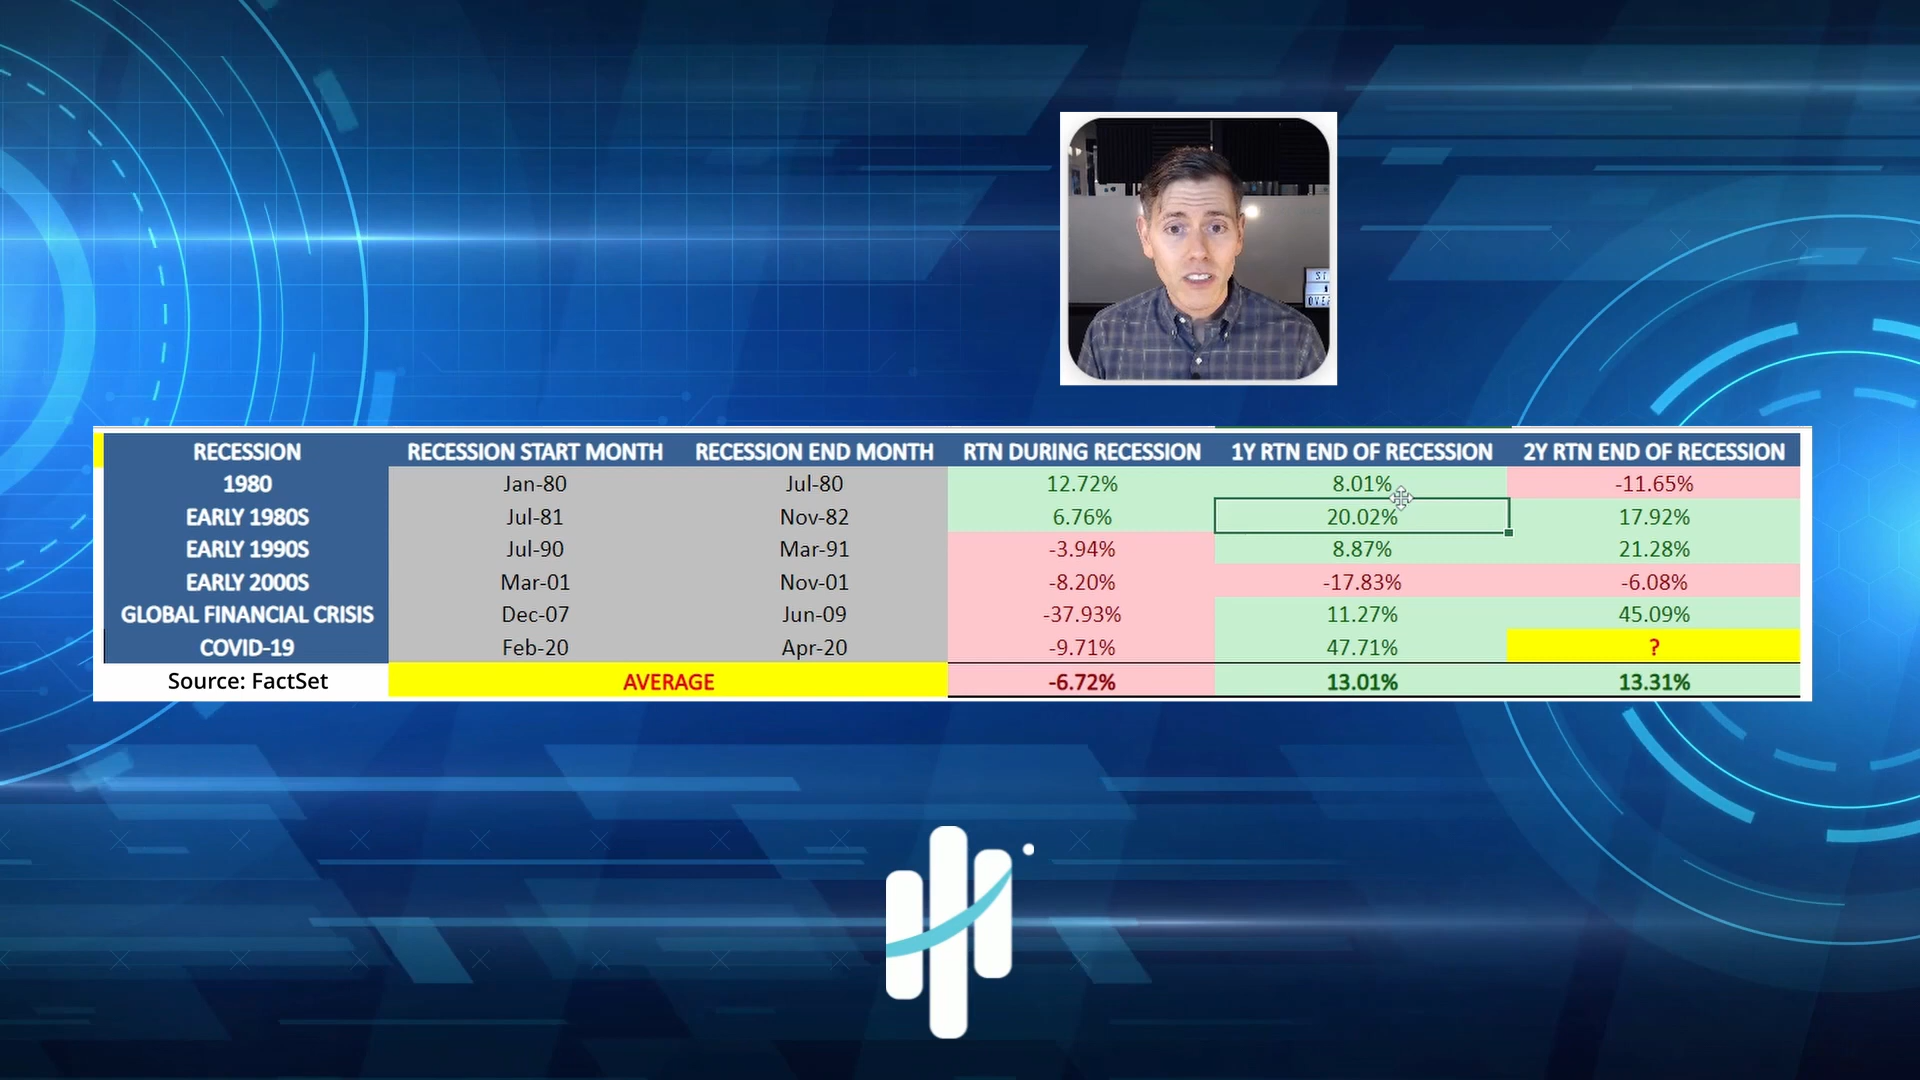 SI
OVE
RECESSION RECESSION START MONTH RECESSION END MONTH RTN DURING RECESSION 1Y RTN END OF RECESSION 2Y RTN END OF RECESSION
1980 Jan-80 Jul-80 12.72% 8.01% -11.65%
EARLY 1980S Jul-81 Nov-82 6.76% 20.02% 17.92%
EARLY 1990S Jul-90 Mar-91 -3.94% 8.87% 21.28%
EARLY 2000S Mar-01 Nov-01 -8.20% -17.83% -6.08%
GLOBAL FINANCIAL CRISIS Dec-07 Jun-09 -37.93% 11.27% 45.09%
COVID-19 Feb-20 Apr-20 -9.71% 47.71% ?
Source: FactSet AVERAGE -6.72% 13.01% 13.31%